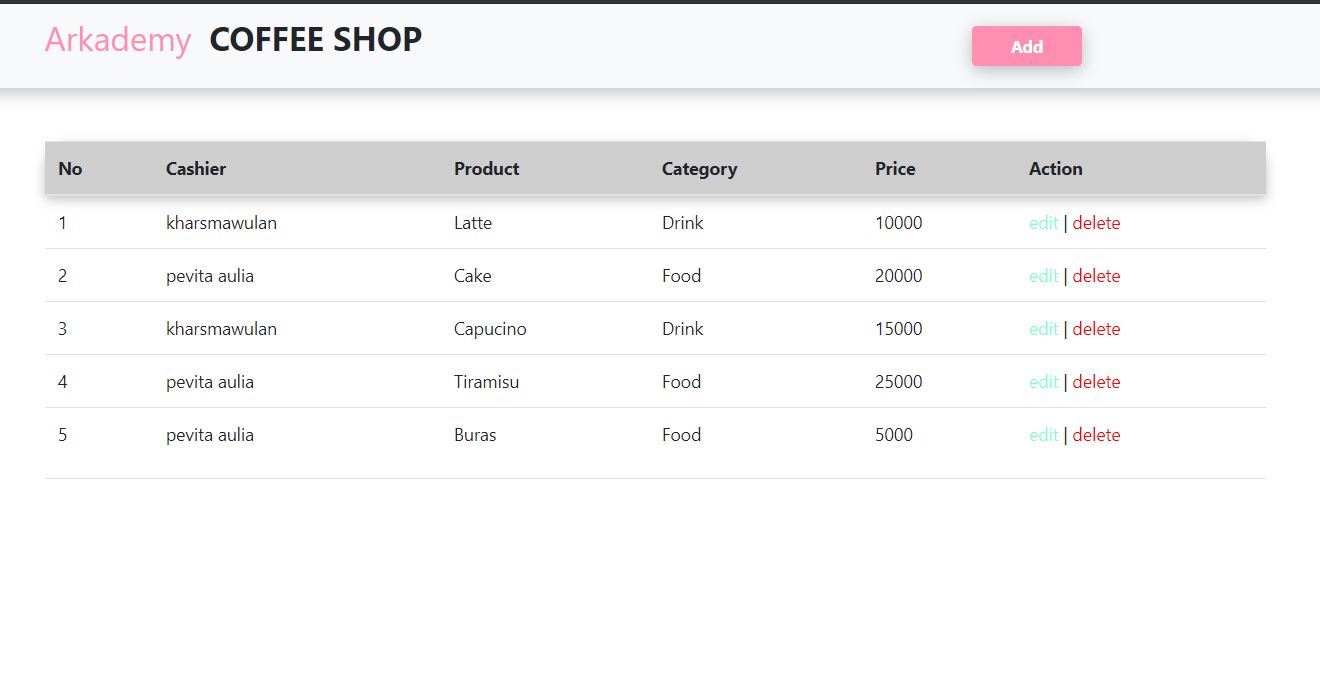 Arkademy COFFEE SHOP Add
No Cashier Product Category Price Action
1 kharsmawulan Latte Drink 10000 edit | delete
2 pevita aulia Cake Food 20000 edit | delete
3 kharsmawulan Capucino Drink 15000 edit | delete
4 pevita aulia Tiramisu Food 25000 edit | delete
5 pevita aulia Buras Food 5000 edit | delete